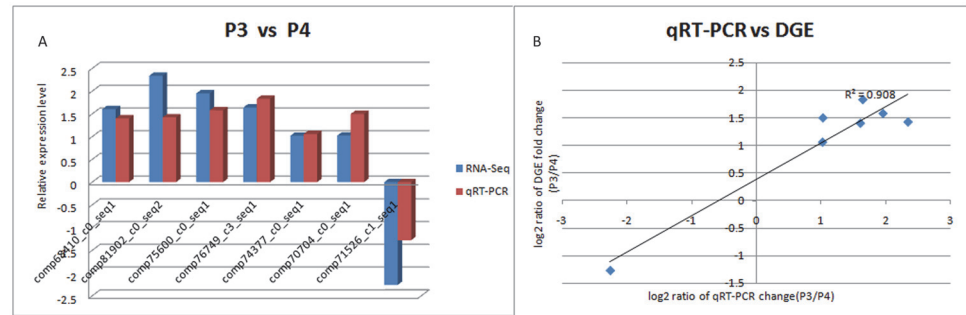 P3 vs P4
A
Relative expression level
2.5
2
1.5
1
0.5
0
-0.5
-1
-1.5
-2
-2.5
comp68410_c0_seq1
comp81902_c0_seq2
comp75600_c0_seq1
comp76749_c3_seq1
comp74377_c0_seq1
comp70704_c0_seq1
comp71526_c1_seq1
RNA-Seq
qRT-PCR
B
qRT-PCR vs DGE
log2 ratio of DGE fold change
(P3/P4)
2.5
2
1.5
1
0.5
0
-0.5
-1
-1.5
R² = 0.908
-3
-2
-1
0
1
2
3
log2 ratio of qRT-PCR change(P3/P4)